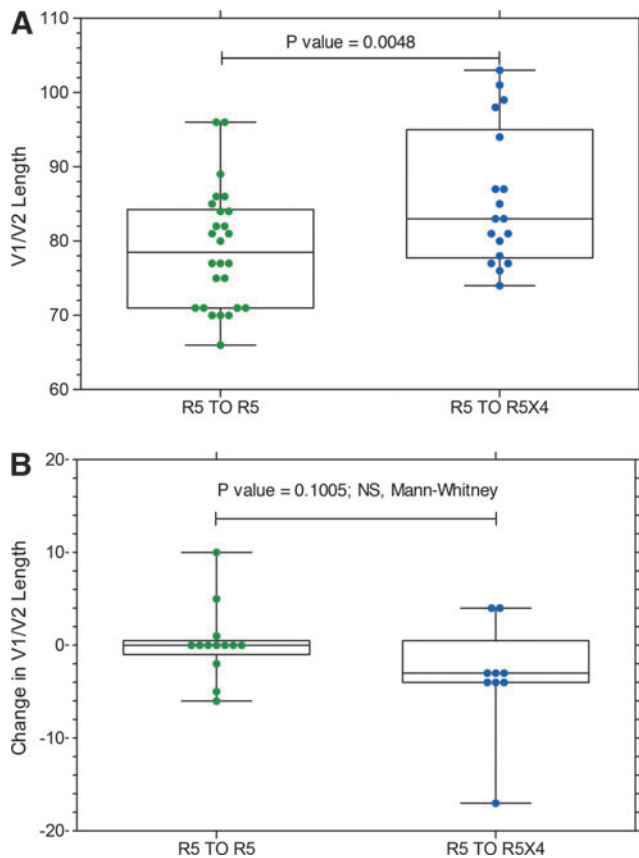 A
110
P value = 0.0048
100
90
80
70
60
V1/V2 Length
R5 TO R5
R5 TO R5X4
B
20
P value = 0.1005; NS, Mann-Whitney
10
0
-10
-20
Change in V1/V2 Length
R5 TO R5
R5 TO R5X4